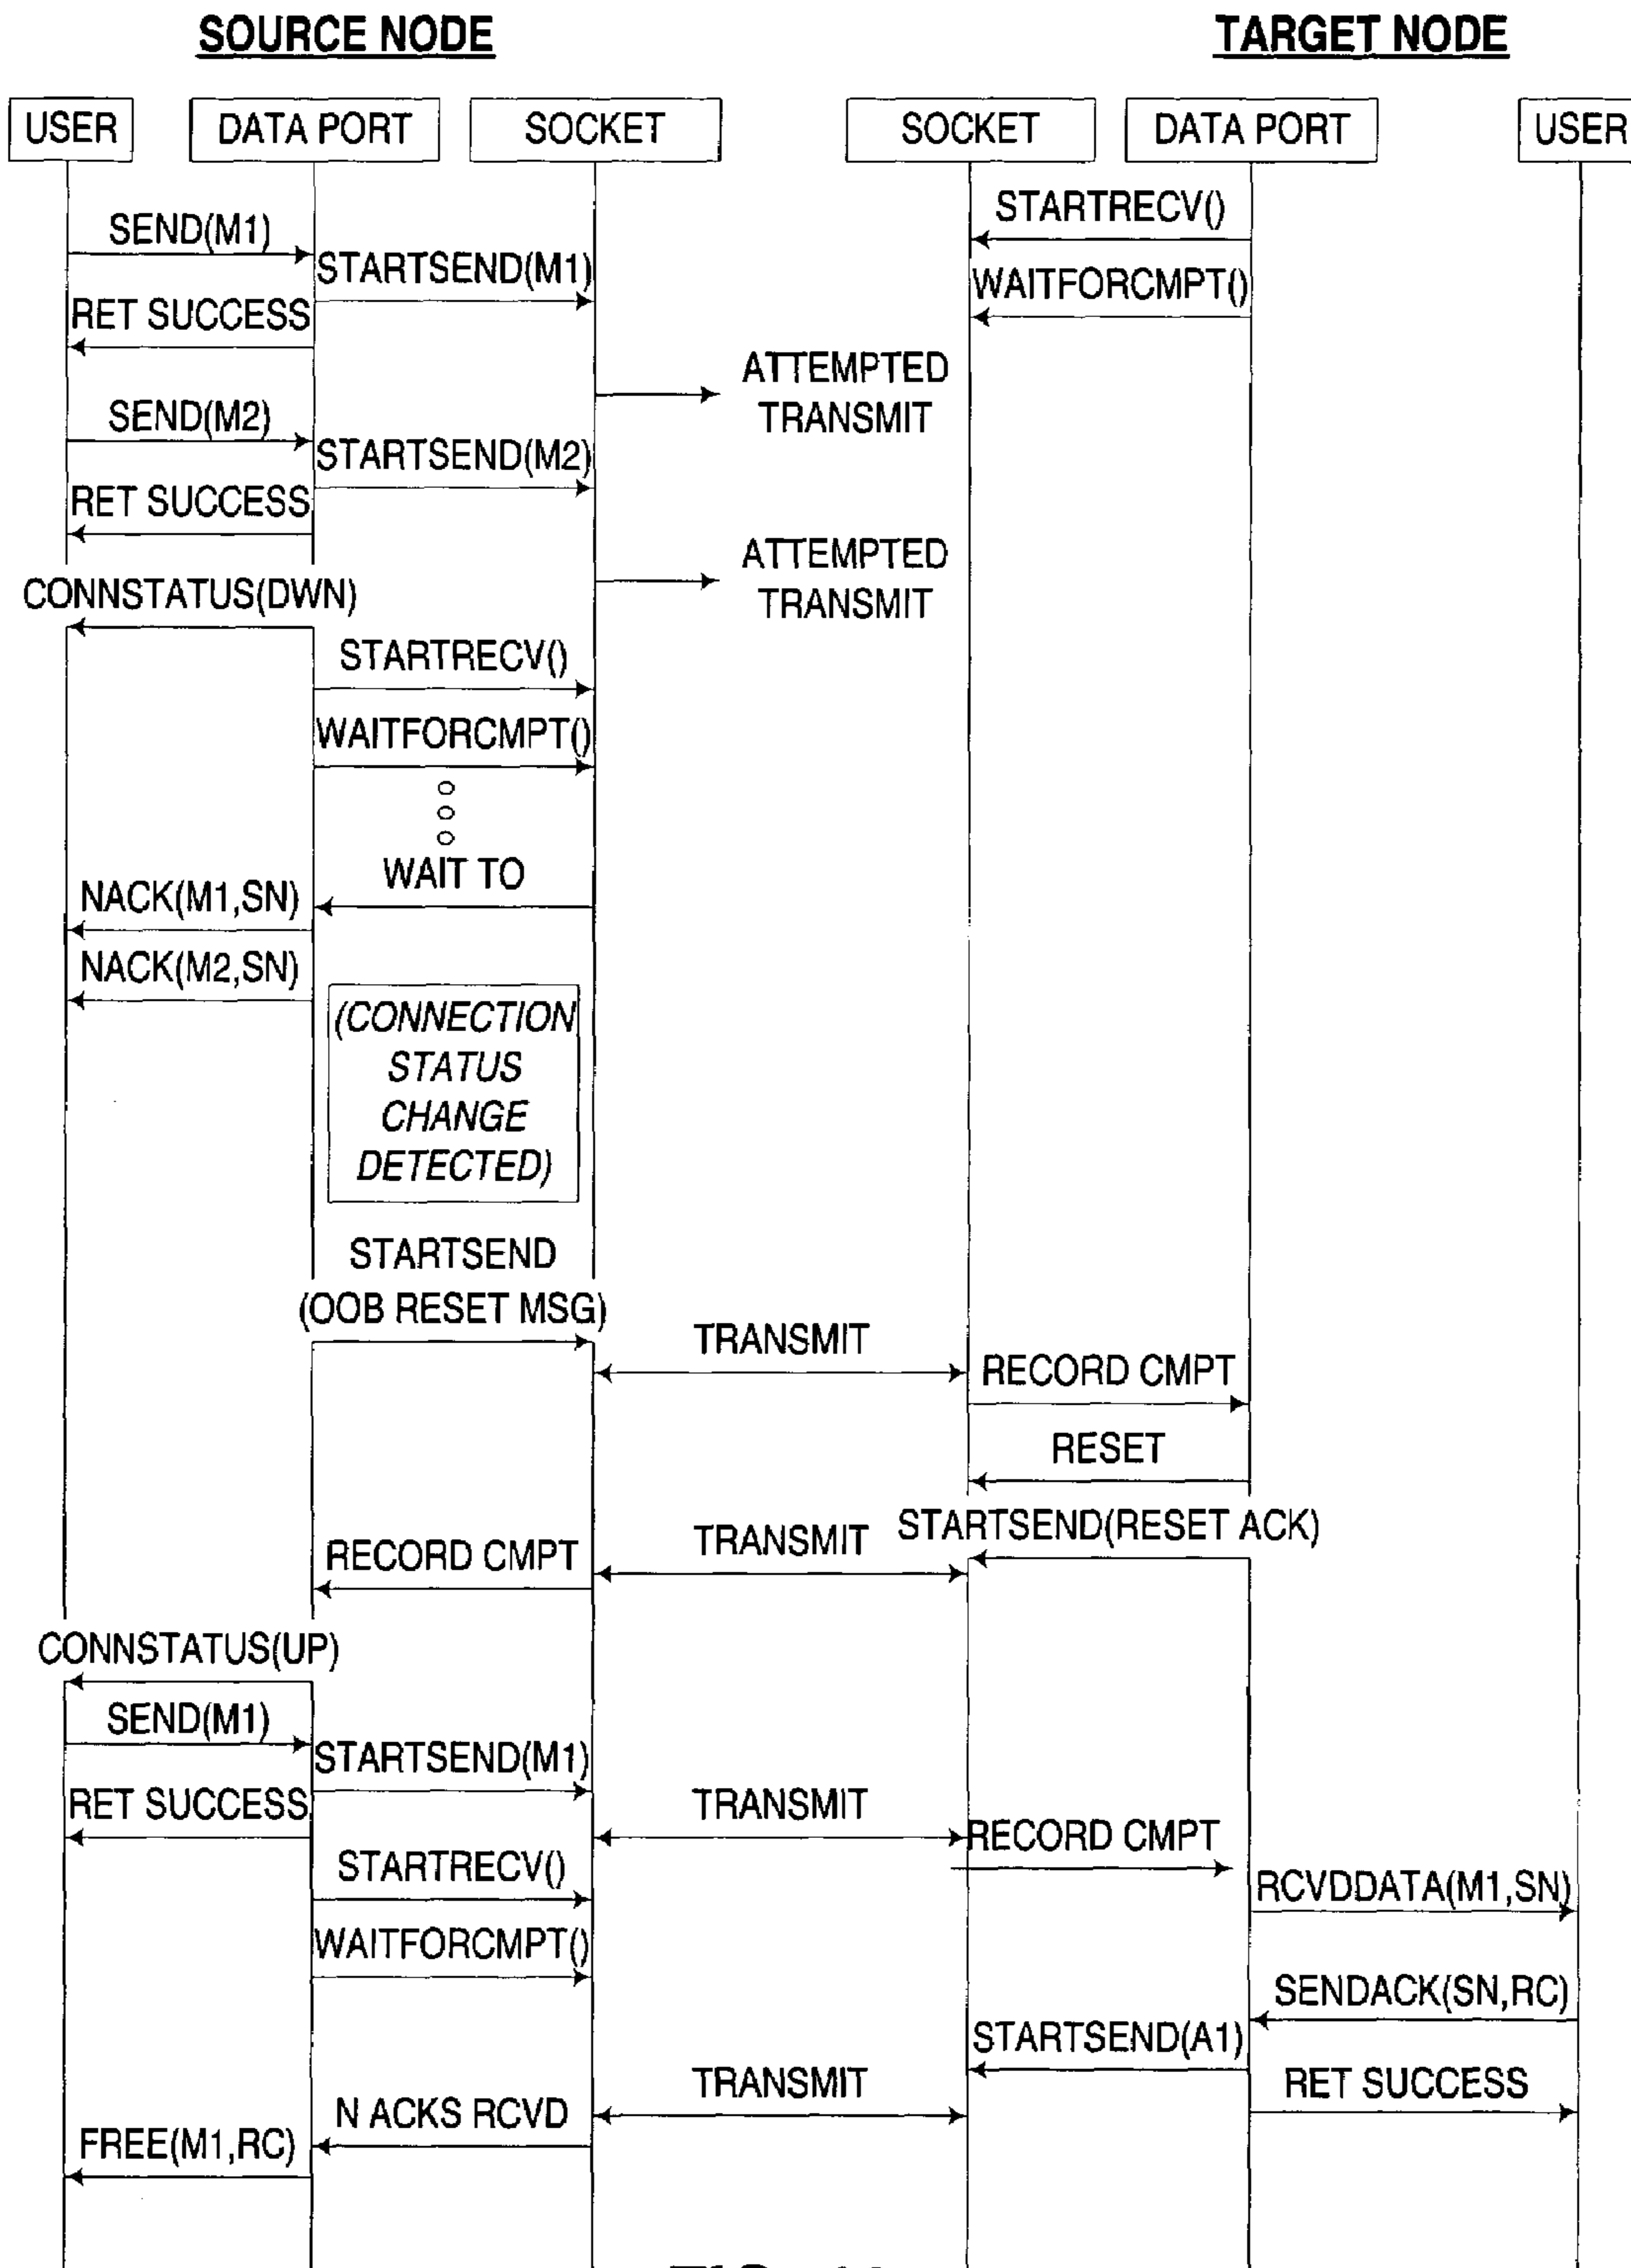 SOURCE NODE
TARGET NODE
USER
DATA PORT
SOCKET
SOCKET
DATA PORT
USER
STARTRECV()
SEND(M1)
STARTSEND(M1)
WAITFORCMPT()
RET SUCCESS
ATTEMPTED
TRANSMIT
SEND(M2)
STARTSEND(M2)
RET SUCCESS
ATTEMPTED
TRANSMIT
CONNSTATUS(DWN)
STARTRECV()
WAITFORCMPT()
WAIT TO
NACK(M1,SN)
NACK(M2,SN)
(CONNECTION
STATUS
CHANGE
DETECTED)
STARTSEND
(OOB RESET MSG)
TRANSMIT
RECORD CMPT
RESET
STARTSEND(RESET ACK)
TRANSMIT
RECORD CMPT
CONNSTATUS(UP)
SEND(M1)
STARTSEND(M1)
RET SUCCESS
TRANSMIT
RECORD CMPT
STARTRECV()
RCVDDATA(M1,SN)
WAITFORCMPT()
SENDACK(SN,RC)
STARTSEND(A1)
TRANSMIT
RET SUCCESS
N ACKS RCVD
FREE(M1,RC)